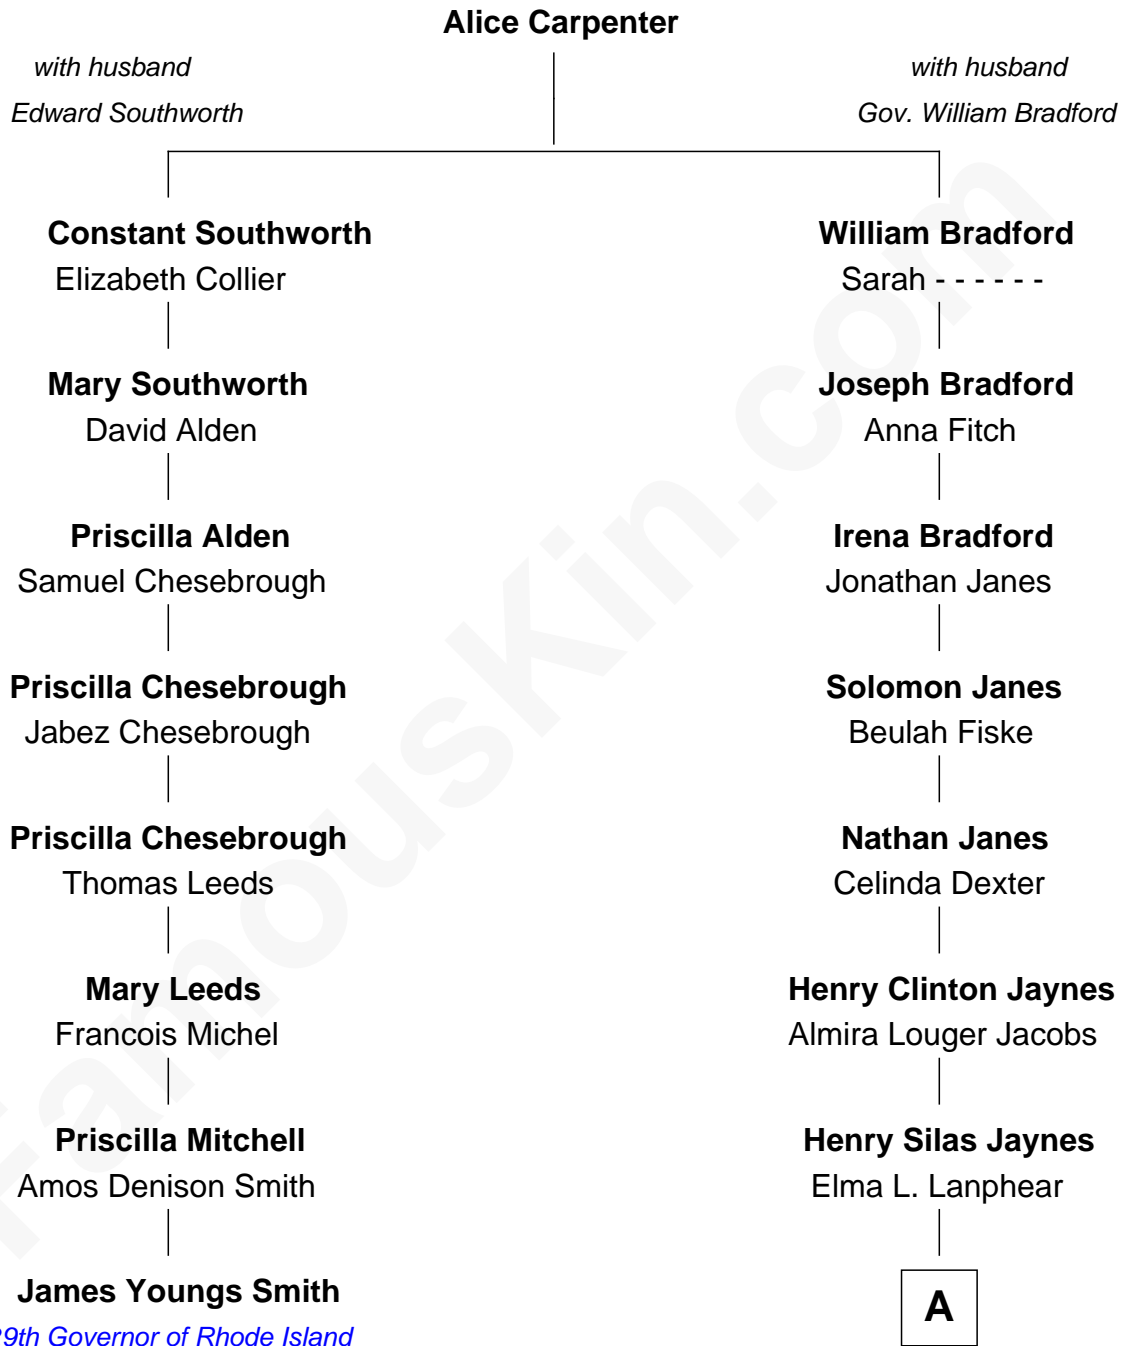 Alice Carpenter
with husband
Edward Southworth
with husband
Gov. William Bradford
Constant Southworth
Elizabeth Collier
William Bradford
Sarah - - - - - -
Mary Southworth
David Alden
Joseph Bradford
Anna Fitch
Priscilla Alden
Samuel Chesebrough
Irena Bradford
Jonathan Janes
Priscilla Chesebrough
Jabez Chesebrough
Solomon Janes
Beulah Fiske
Priscilla Chesebrough
Thomas Leeds
Nathan Janes
Celinda Dexter
Mary Leeds
Francois Michel
Henry Clinton Jaynes
Almira Louger Jacobs
Priscilla Mitchell
Amos Denison Smith
Henry Silas Jaynes
Elma L. Lanphear
James Youngs Smith
Governor of Rhode Island
A
FamousKin.com